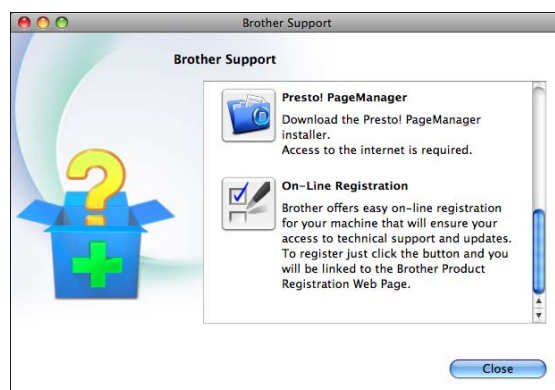 Brother Support
Brother Support
Presto! PageManager
Download the Presto! PageManager
installer.
Access to the internet is required.
On-Line Registration
Brother offers easy on-line registration
for your machine that will ensure your
access to technical support and updates.
To register just click the button and you
will be linked to the Brother Product
Registration Web Page.
Close